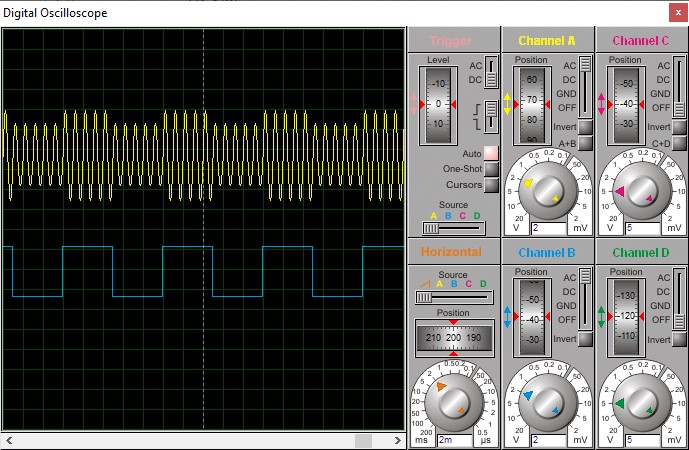 Digital Oscilloscope
x
Trigger
Level
-10
0
10
AC
DC
Auto
One-Shot
Cursors
Source
A B C D
Channel A
Position
60
70
80
90
AC
DC
GND
OFF
Invert
A+B
0.5 0.2 0.1
1 50
2 20
5 10
10 5
20 2
V 2 mV
Channel C
Position
-50
-40
-30
AC
DC
GND
OFF
Invert
C+D
0.5 0.2 0.1
1 50
2 20
5 10
10 5
20 2
V 5 mV
Horizontal
Source
A B C D
Position
210 200 190
1 0.5 0.2 0.1
2 50
5 20
10 10
20 5
50 2
100 1
200 0.5
ms 2m µs
Channel B
Position
-50
-40
-30
AC
DC
GND
OFF
Invert
0.5 0.2 0.1
1 50
2 20
5 10
10 5
20 2
V 2 mV
Channel D
Position
-130
-120
-110
AC
DC
GND
OFF
Invert
0.5 0.2 0.1
1 50
2 20
5 10
10 5
20 2
V 5 mV